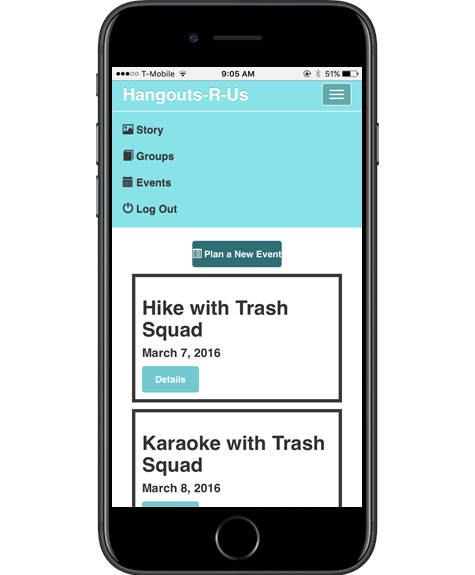 T-Mobile 9:05 AM 51%
Hangouts-R-Us
Story
Groups
Events
Log Out
Plan a New Event
Hike with Trash
Squad
March 7, 2016
Details
Karaoke with Trash
Squad
March 8, 2016